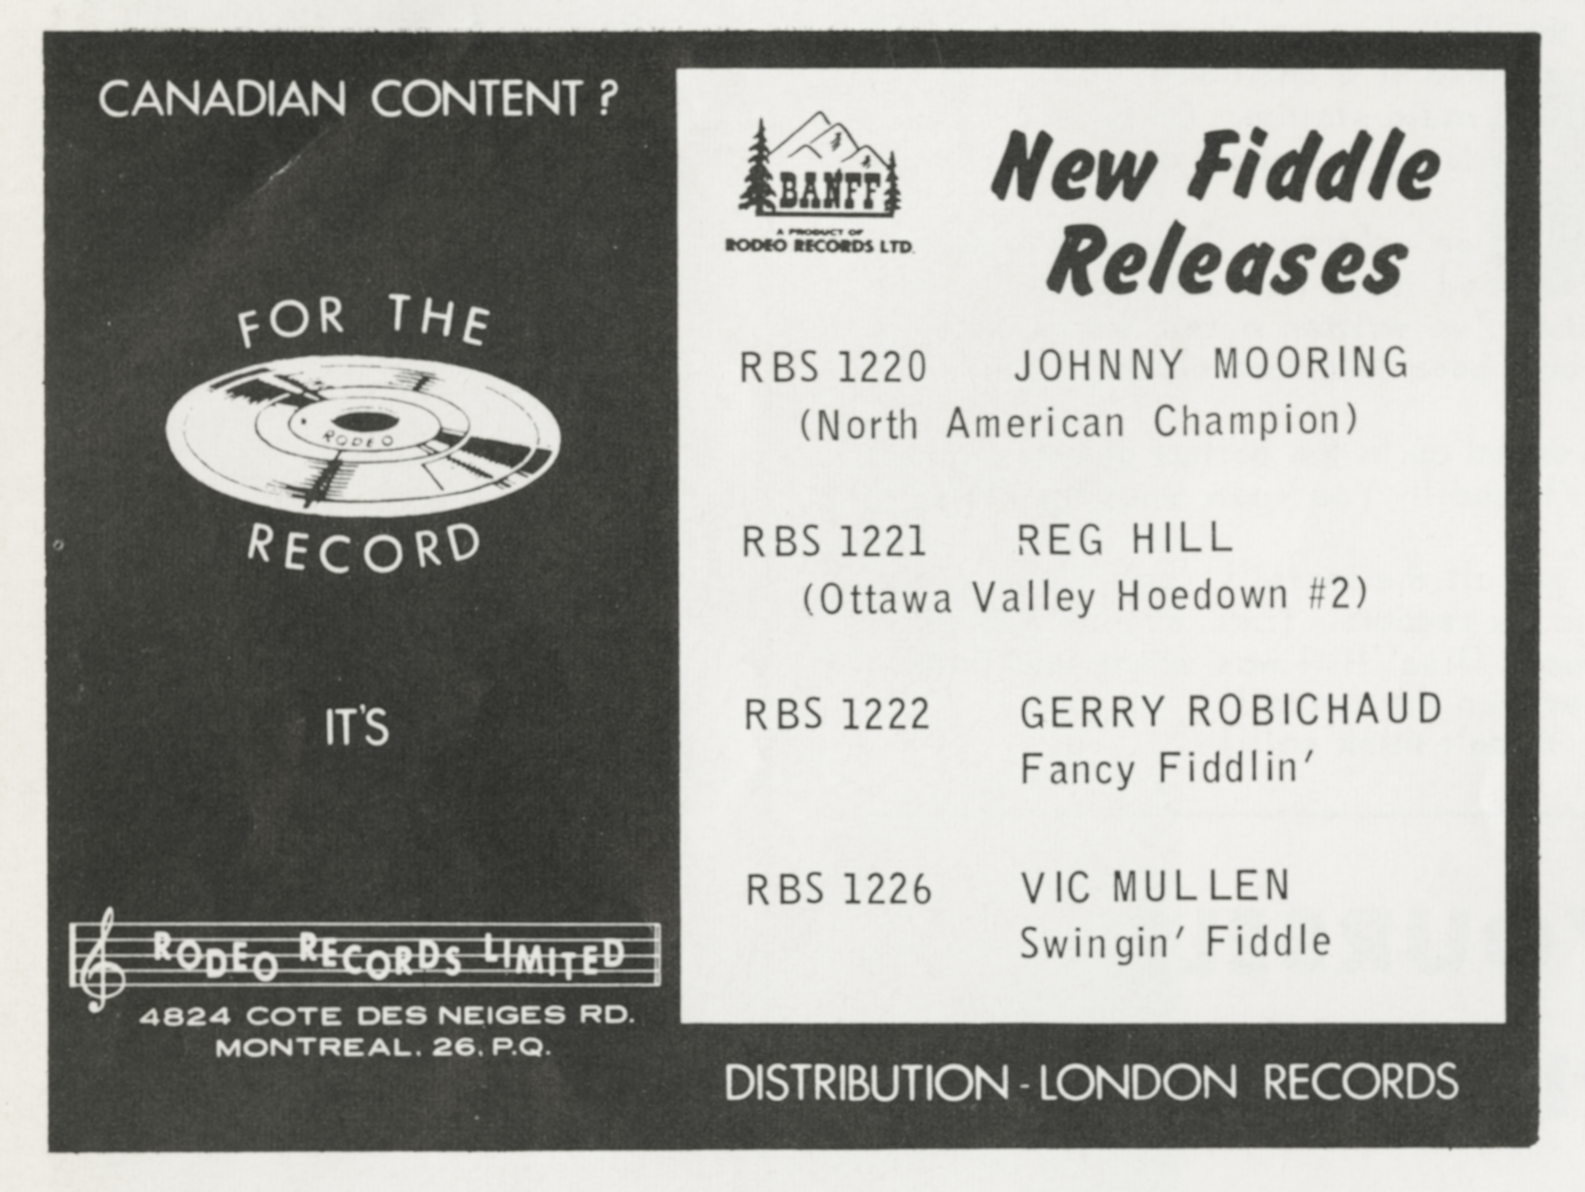 CANADIAN CONTENT ?
FOR THE
RODEO
RECORD
IT'S
RODEO RECORDS LIMITED
4824 COTE DES NEIGES RD.
MONTREAL. 26. P.Q.
BANFF
A PRODUCT OF
RODEO RECORDS LTD.
New Fiddle
Releases
RBS 1220 JOHNNY MOORING
(North American Champion)
RBS 1221 REG HILL
(Ottawa Valley Hoedown #2)
RBS 1222 GERRY ROBICHAUD
Fancy Fiddlin'
RBS 1226 VIC MULLEN
Swingin' Fiddle
DISTRIBUTION - LONDON RECORDS